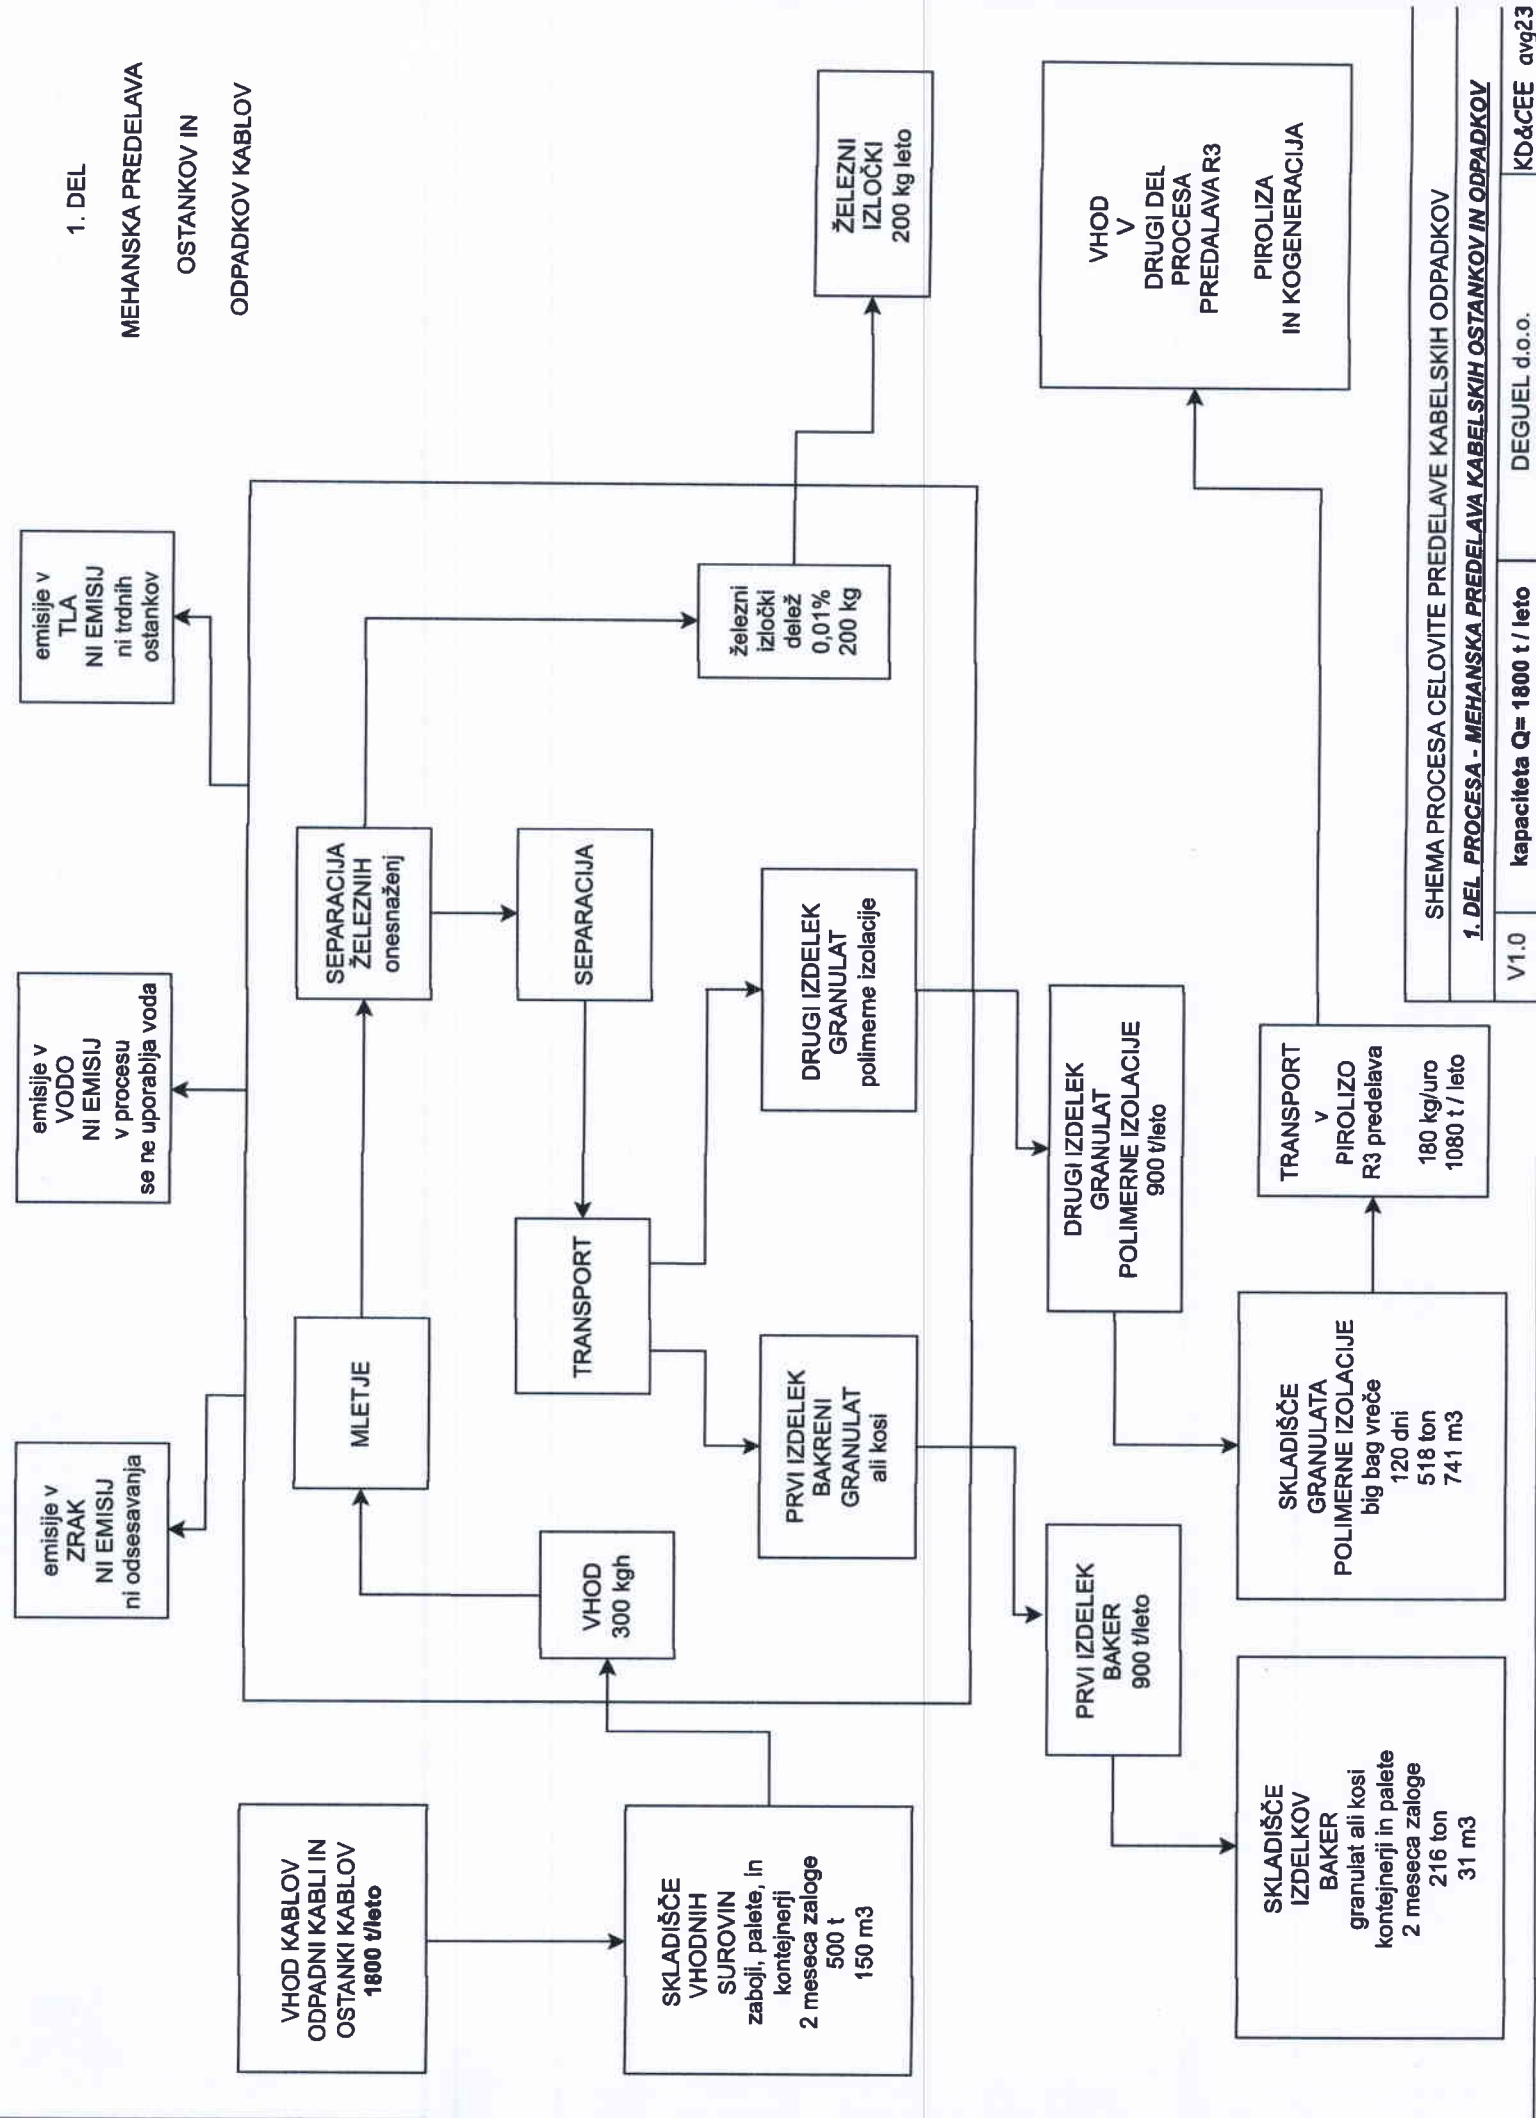 1. DEL
MEHANSKA PREDELAVA
OSTANKOV IN
ODPADKOV KABLOV
emisije v
ZRAK
NI EMISIJ
ni odsesavanja
emisije v
VODO
NI EMISIJ
v procesu
se ne uporablja voda
emisije v
TLA
NI EMISIJ
ni trdnih
ostankov
VHOD KABLOV
ODPADNI KABLI IN
OSTANKI KABLOV
1800 t/leto
SKLADIŠČE
VHODNIH
SUROVIN
zaboji, palete, in
kontejnerji
2 meseca zaloge
500 t
150 m3
VHOD
300 kgh
MLETJE
SEPARACIJA
ŽELEZNIH
onesnaženj
SEPARACIJA
TRANSPORT
železni
izločki
delež
0,01%
200 kg
ŽELEZNI
IZLOČKI
200 kg leto
PRVI IZDELEK
BAKRENI
GRANULAT
ali kosi
DRUGI IZDELEK
GRANULAT
polimerne izolacije
PRVI IZDELEK
BAKER
900 t/leto
DRUGI IZDELEK
GRANULAT
POLIMERNE IZOLACIJE
900 t/leto
SKLADIŠČE
IZDELKOV
BAKER
granulat ali kosi
kontejnerji in palete
2 meseca zaloge
216 ton
31 m3
SKLADIŠČE
GRANULATA
POLIMERNE IZOLACIJE
big bag vreče
120 dni
518 ton
741 m3
TRANSPORT
v
PIROLIZO
R3 predelava
180 kg/uro
1080 t / leto
VHOD
V
DRUGI DEL
PROCESA
PREDALAVA R3
PIROLIZA
IN KOGENERACIJA
SHEMA PROCESA CELOVITE PREDELAVE KABELSKIH ODPADKOV
1. DEL PROCESA - MEHANSKA PREDELAVA KABELSKIH OSTANKOV IN ODPADKOV
V1.0 kapaciteta Q= 1800 t / leto DEGUEL d.o.o. KD&CEE avg23